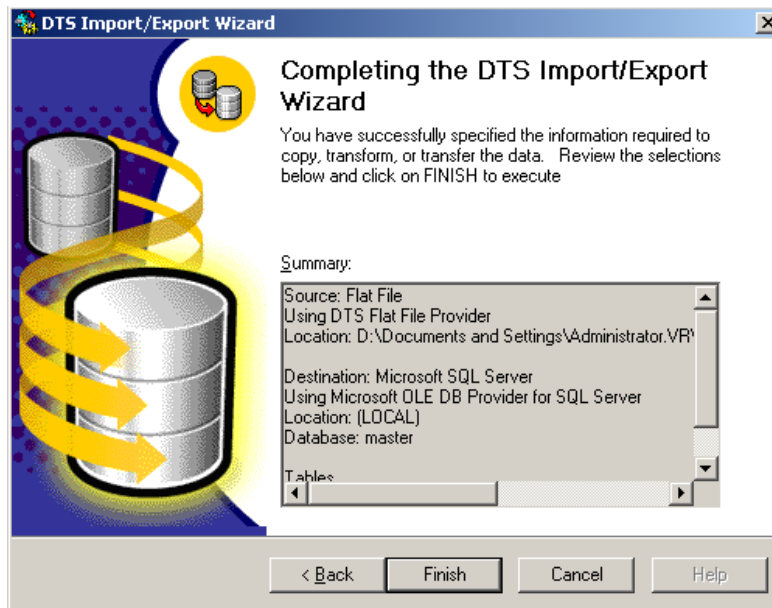 DTS Import/Export Wizard
Completing the DTS Import/Export
Wizard
You have successfully specified the information required to
copy, transform, or transfer the data. Review the selections
below and click on FINISH to execute
Summary:
Source: Flat File
Using DTS Flat File Provider
Location: D:\Documents and Settings\Administrator.VR\
Destination: Microsoft SQL Server
Using Microsoft OLE DB Provider for SQL Server
Location: (LOCAL)
Database: master
Tables
< Back
Finish
Cancel
Help